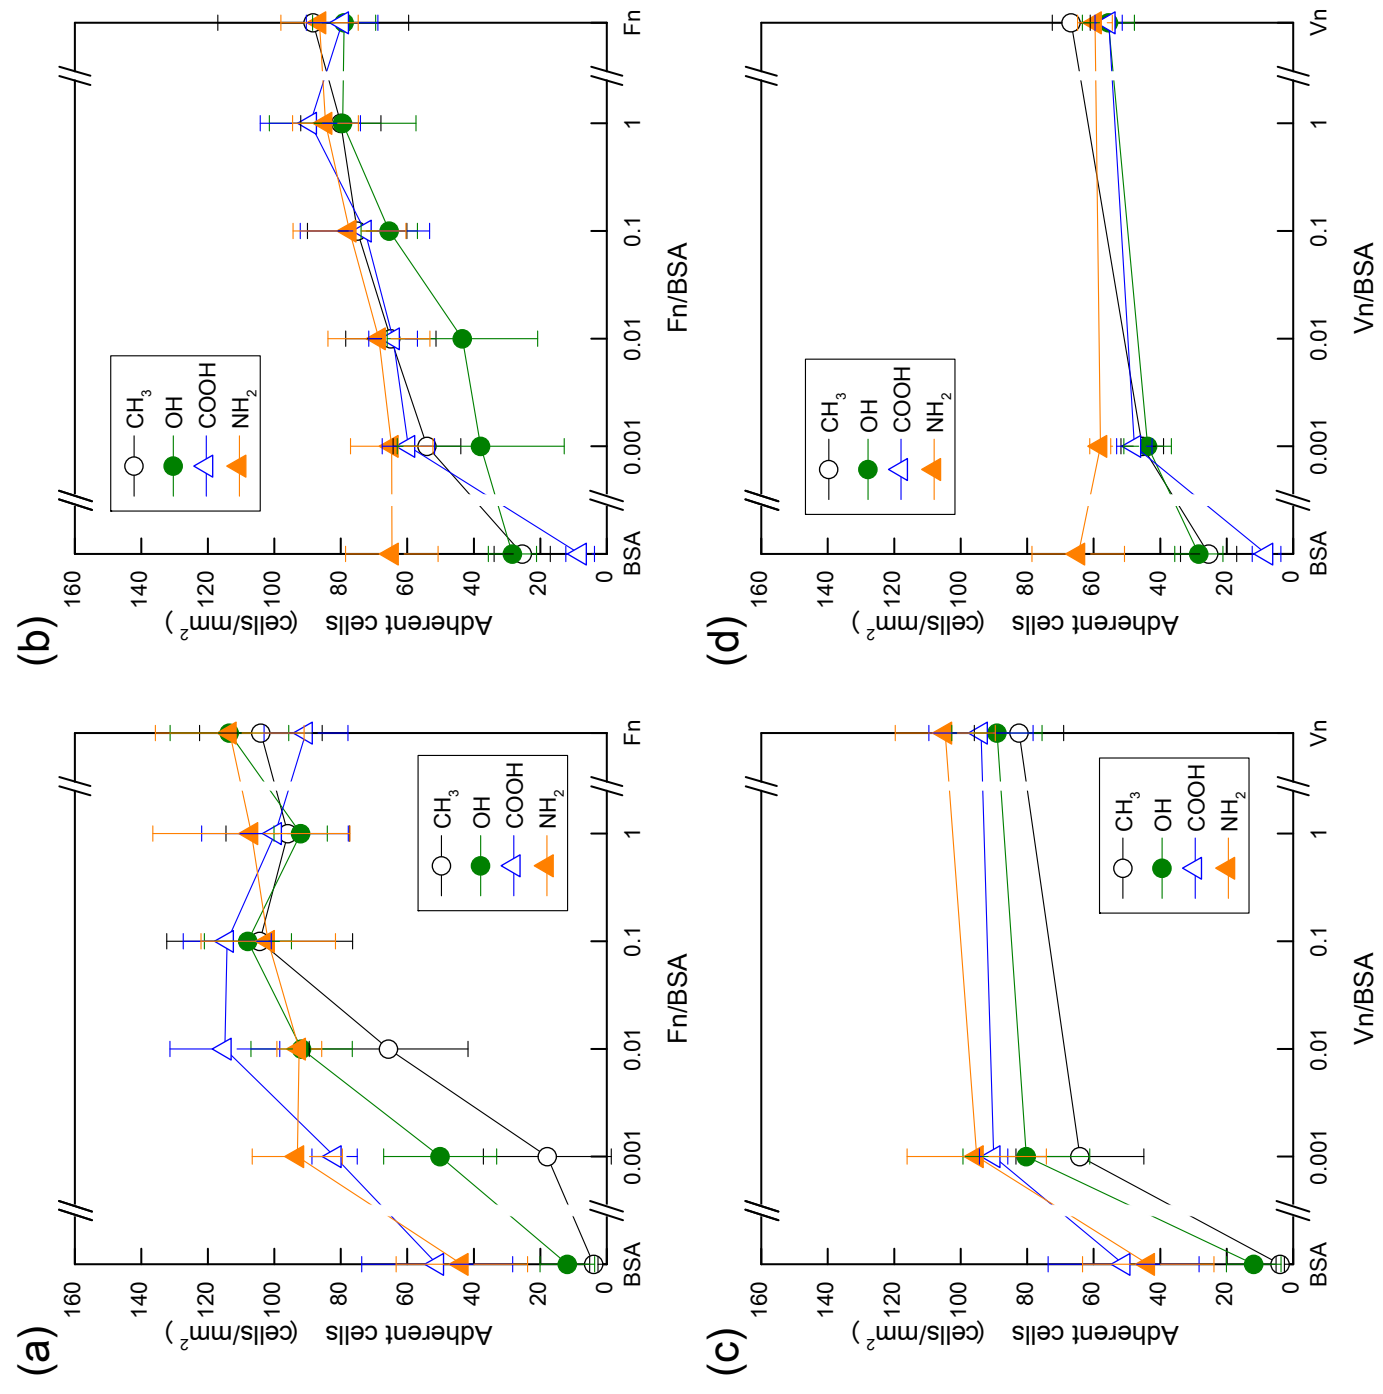 (a)
160
140
120
100
80
60
40
20
0
Adherent cells
(cells/mm²)
BSA 0.001 0.01 0.1 1 Fn
Fn/BSA
CH₃
OH
COOH
NH₂
(b)
160
140
120
100
80
60
40
20
0
Adherent cells
(cells/mm²)
BSA 0.001 0.01 0.1 1 Fn
Fn/BSA
CH₃
OH
COOH
NH₂
(c)
160
140
120
100
80
60
40
20
0
Adherent cells
(cells/mm²)
BSA 0.001 0.01 0.1 1 Vn
Vn/BSA
CH₃
OH
COOH
NH₂
(d)
160
140
120
100
80
60
40
20
0
Adherent cells
(cells/mm²)
BSA 0.001 0.01 0.1 1 Vn
Vn/BSA
CH₃
OH
COOH
NH₂